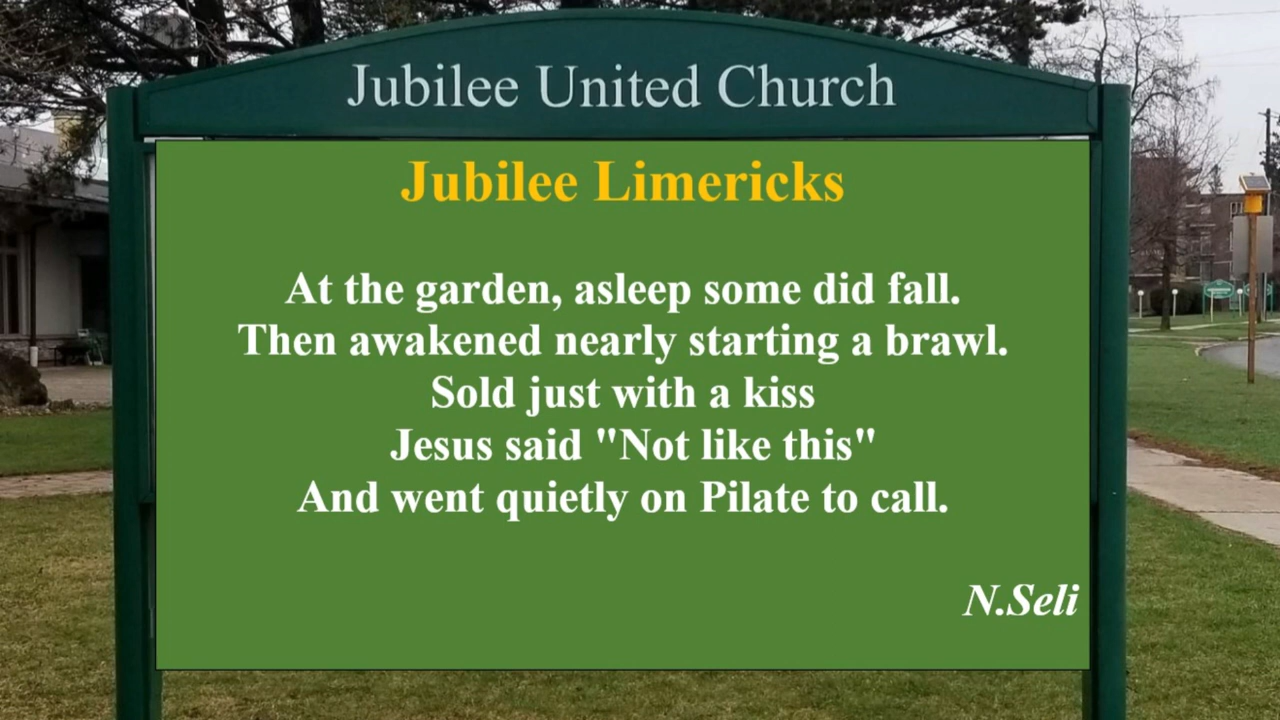 Jubilee United Church
Jubilee Limericks
At the garden, asleep some did fall.
Then awakened nearly starting a brawl.
Sold just with a kiss
Jesus said "Not like this"
And went quietly on Pilate to call.
N.Seli